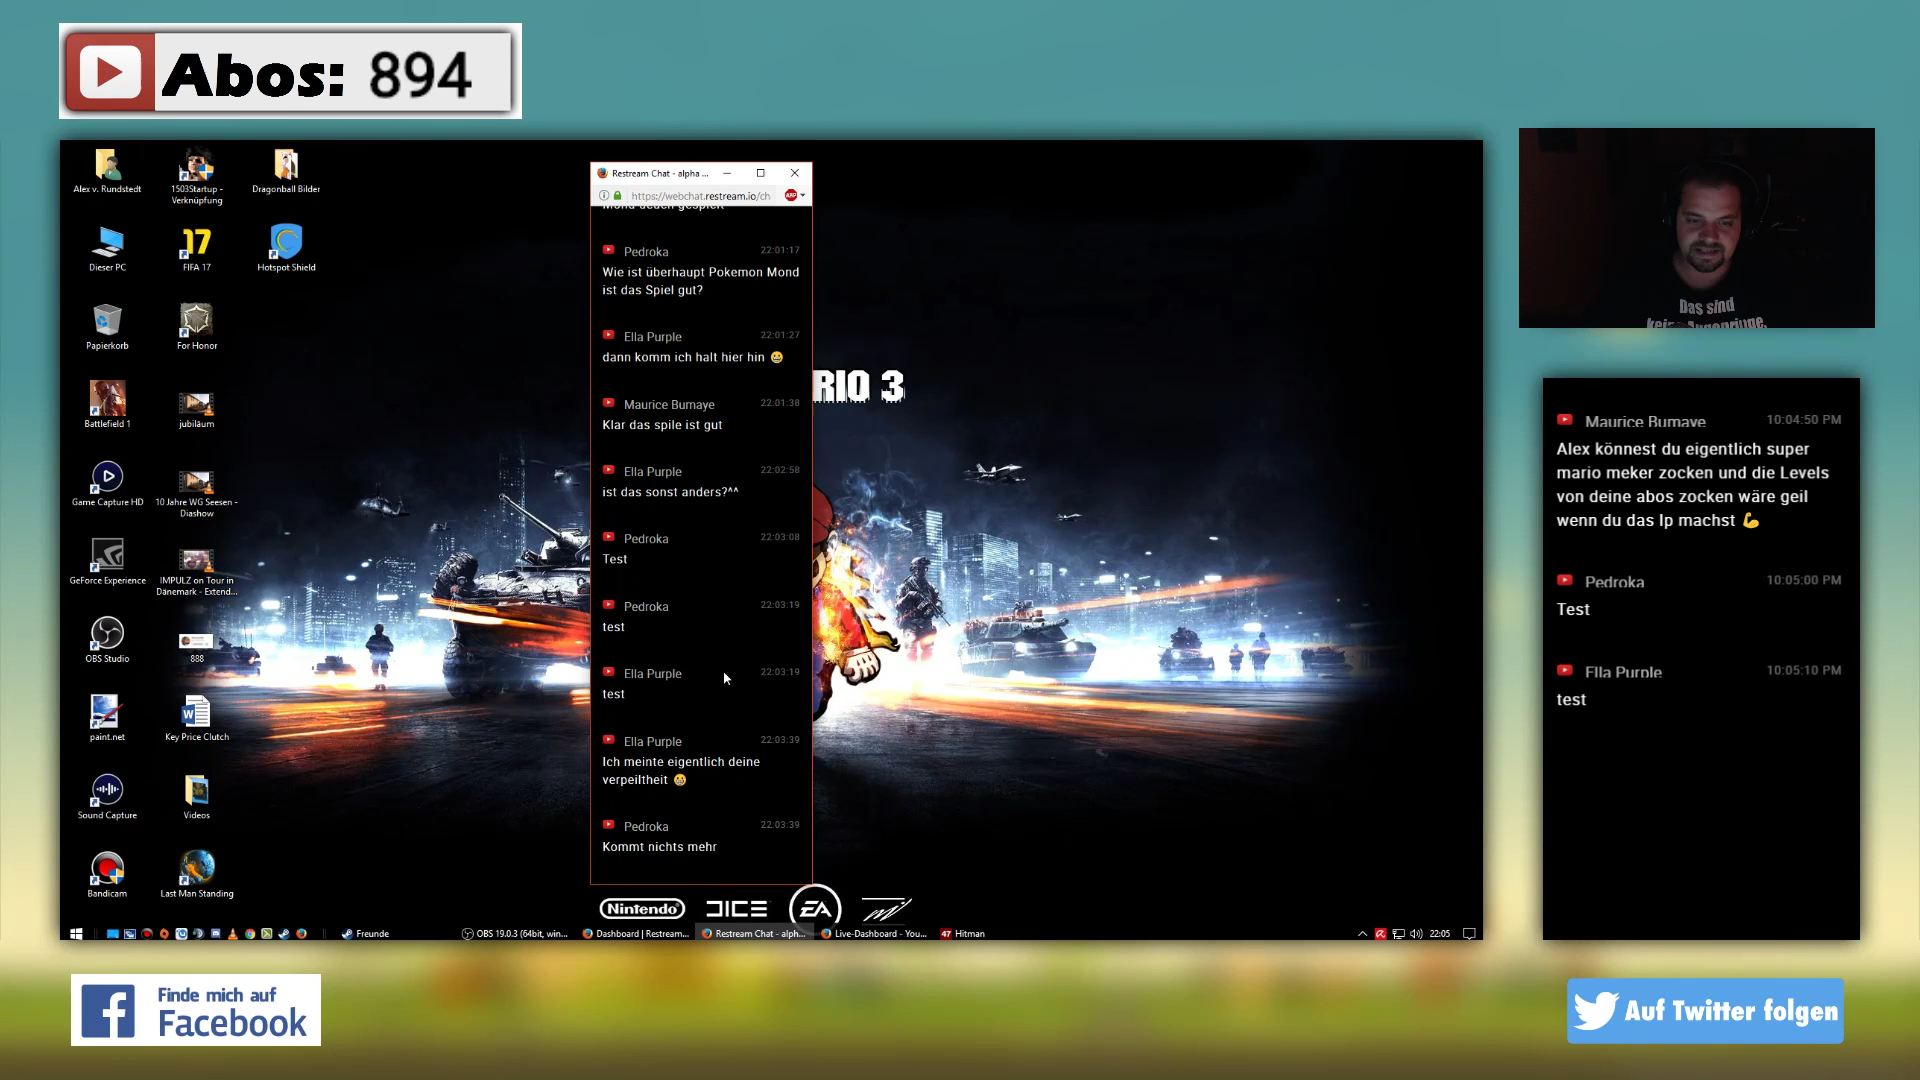 Abos: 894
Alex v. Rundstedt
1503Startup -
Verknüpfung
Dragonball Bilder
Dieser PC
17
FIFA 17
Hotspot Shield
Papierkorb
For Honor
Battlefield 1
jubiläum
Game Capture HD
10 Jahre WG Seesen -
Diashow
GeForce Experience
IMPULZ on Tour in
Dänemark - Extend...
OBS Studio
888
paint.net
Key Price Clutch
Sound Capture
Videos
Bandicam
Last Man Standing
Restream Chat - alpha ...
https://webchat.restream.io/ch
ABP
Pedroka 22:01:17
Wie ist überhaupt Pokemon Mond
ist das Spiel gut?
Ella Purple 22:01:27
dann komm ich halt hier hin 😀
Maurice Bumaye 22:01:38
Klar das spile ist gut
Ella Purple 22:02:58
ist das sonst anders?^^
Pedroka 22:03:08
Test
Pedroka 22:03:19
test
Ella Purple 22:03:19
test
Ella Purple 22:03:39
Ich meinte eigentlich deine
verpeiltheit 😀
Pedroka 22:03:39
Kommt nichts mehr
RIO 3
Nintendo DICE EA
Freunde
OBS 19.0.3 (64bit, win...
Dashboard | Restream...
Restream Chat - alph...
Live-Dashboard - You...
47 Hitman
22:05
Das sind
Maurice Bumaye 10:04:50 PM
Alex könnest du eigentlich super
mario meker zocken und die Levels
von deine abos zocken wäre geil
wenn du das lp machst 💪
Pedroka 10:05:00 PM
Test
Ella Purple 10:05:10 PM
test
Finde mich auf
Facebook
Auf Twitter folgen